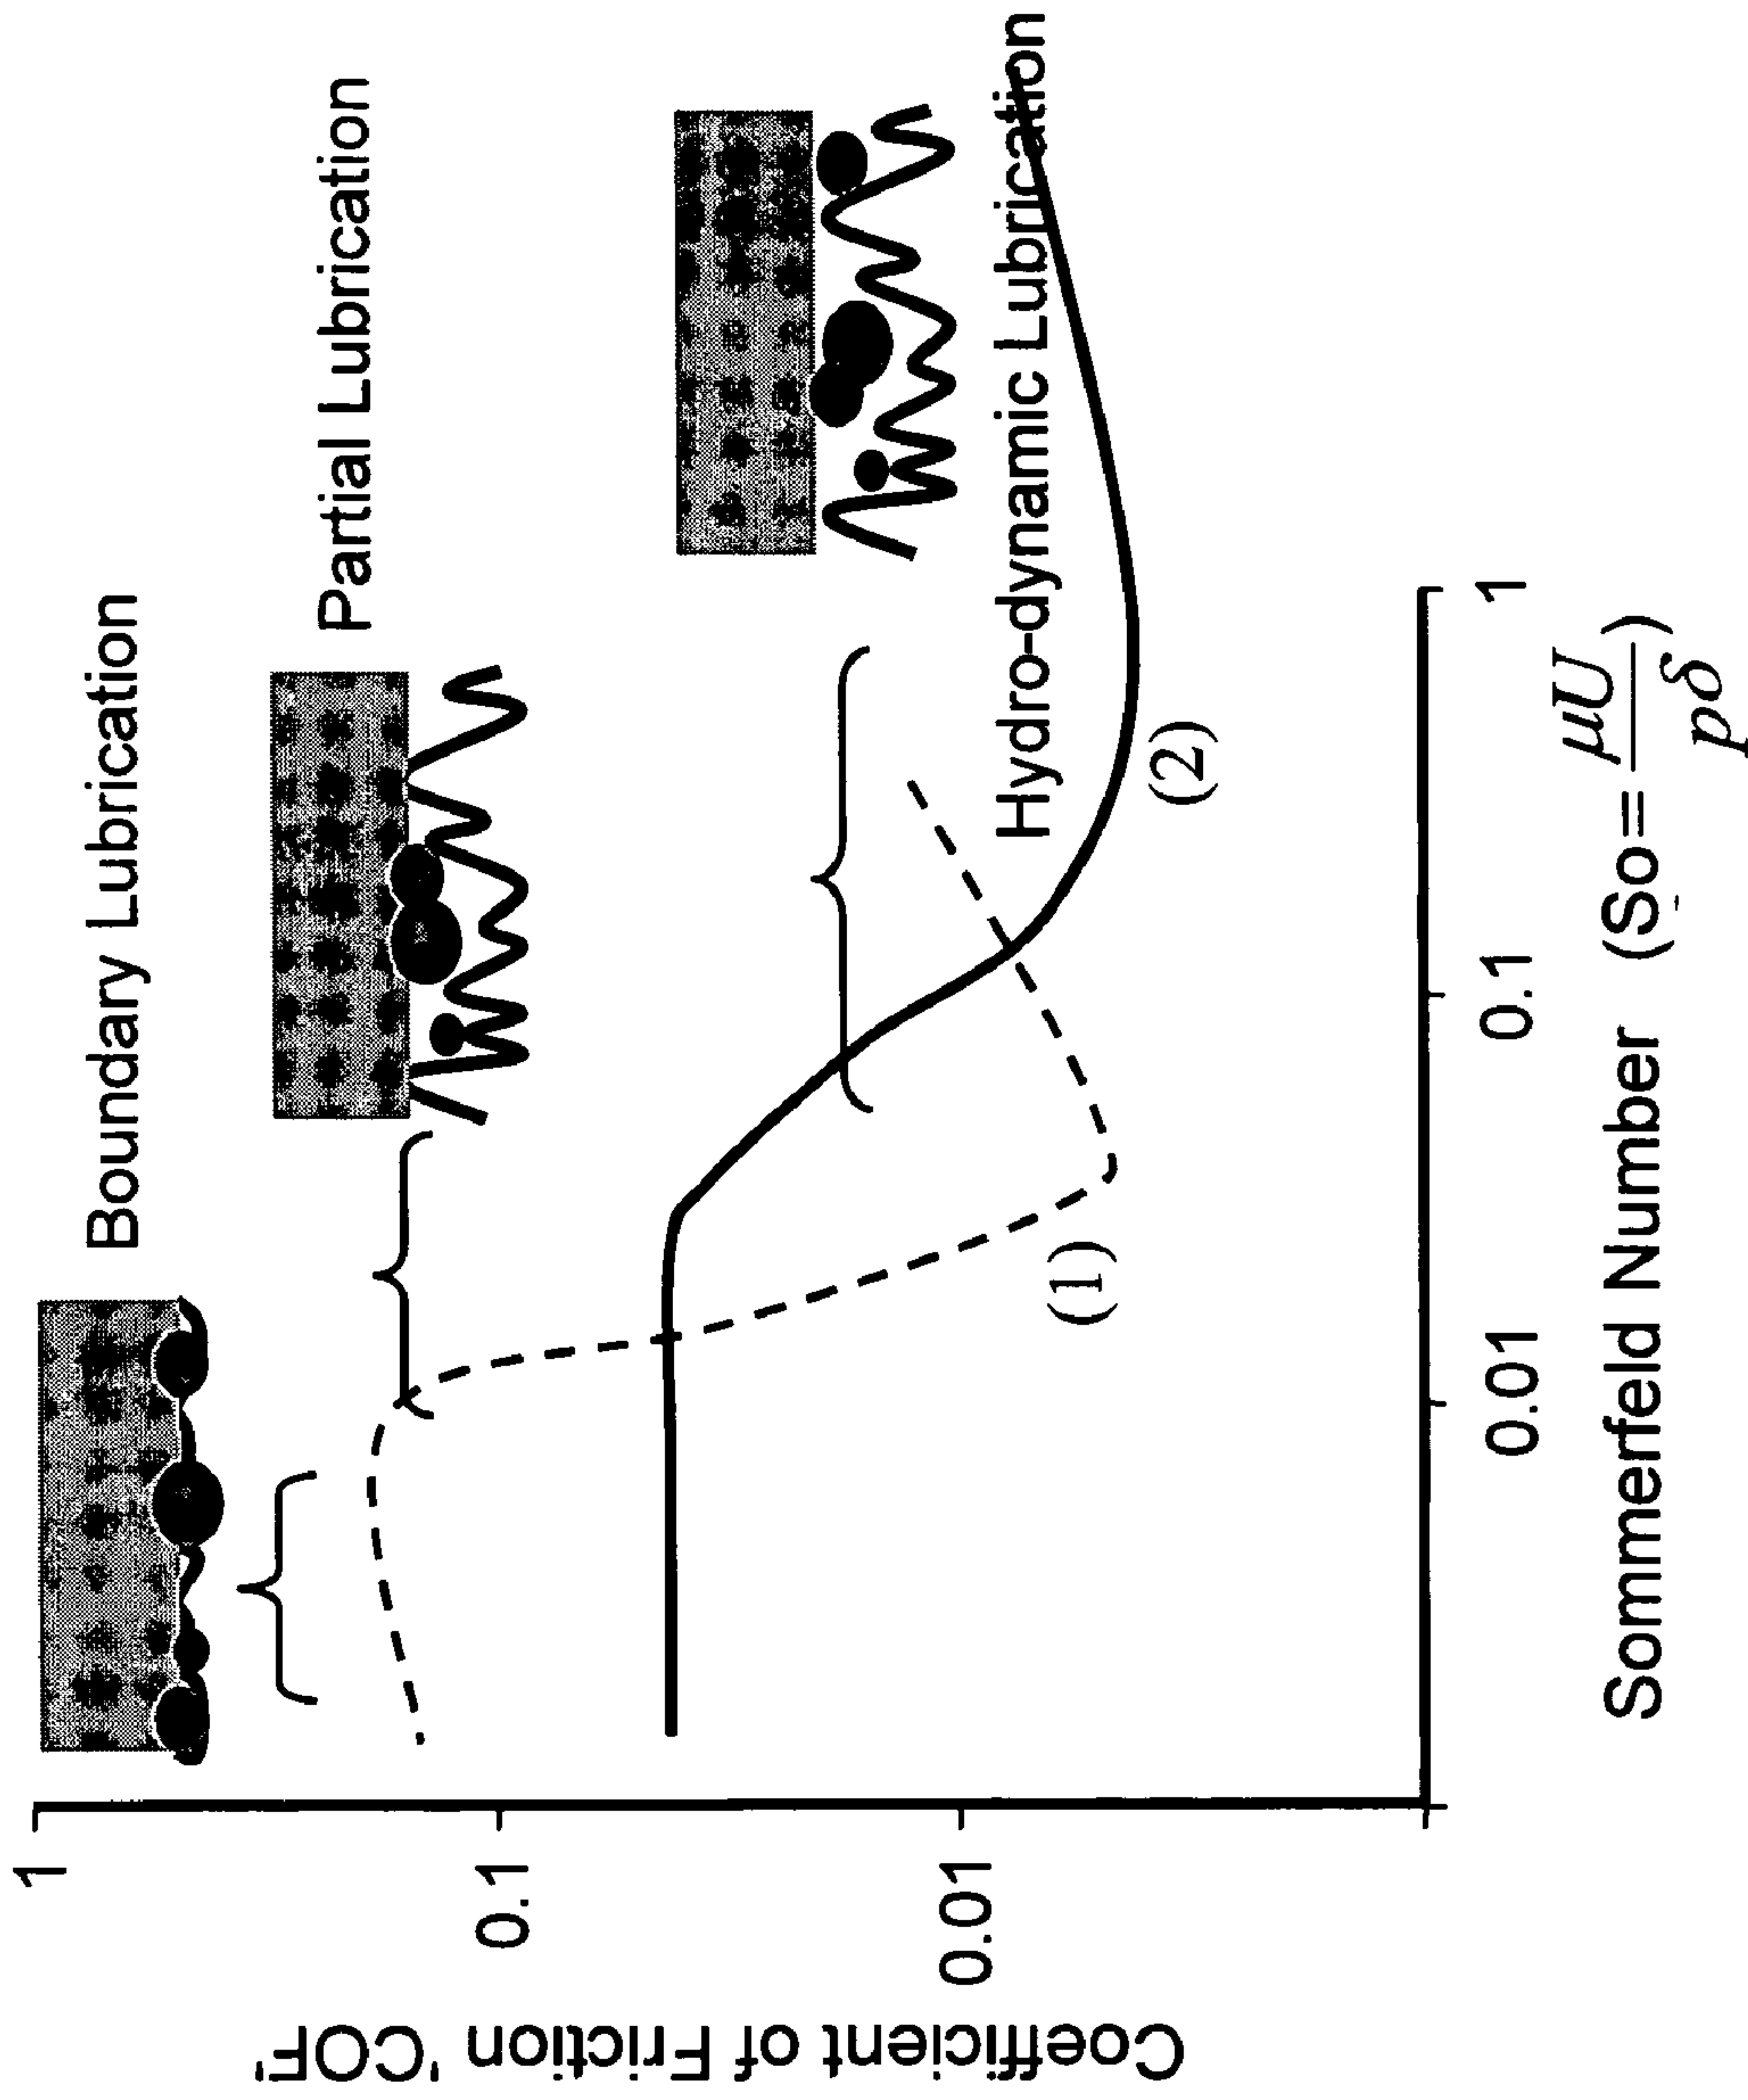 Boundary Lubrication
Partial Lubrication
Hydro-dynamic Lubrication
(1)
(2)
1
0.1
0.01
Coefficient of Friction 'COF'
0.01
0.1
1
Sommerfeld Number (So=μU/pδ)